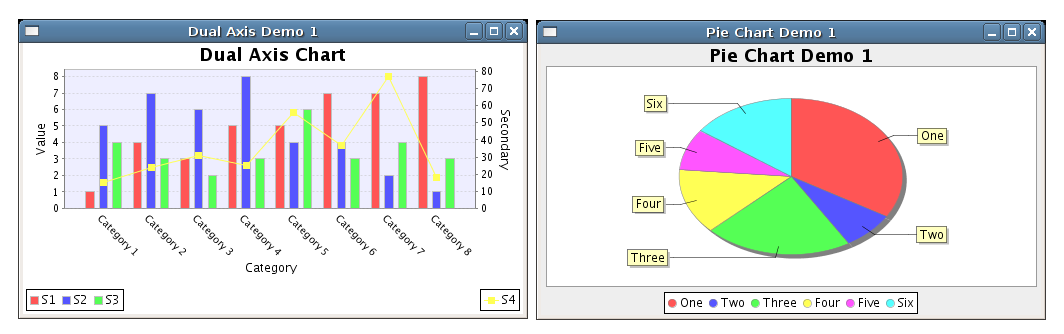 Dual Axis Demo 1
Dual Axis Chart
Value
8
7
6
5
4
3
2
1
0
80
70
60
50
40
30
20
10
0
Secondary
Category 1
Category 2
Category 3
Category 4
Category 5
Category 6
Category 7
Category 8
Category
S1 S2 S3
S4
Pie Chart Demo 1
Pie Chart Demo 1
Six
One
Five
Four
Two
Three
One Two Three Four Five Six